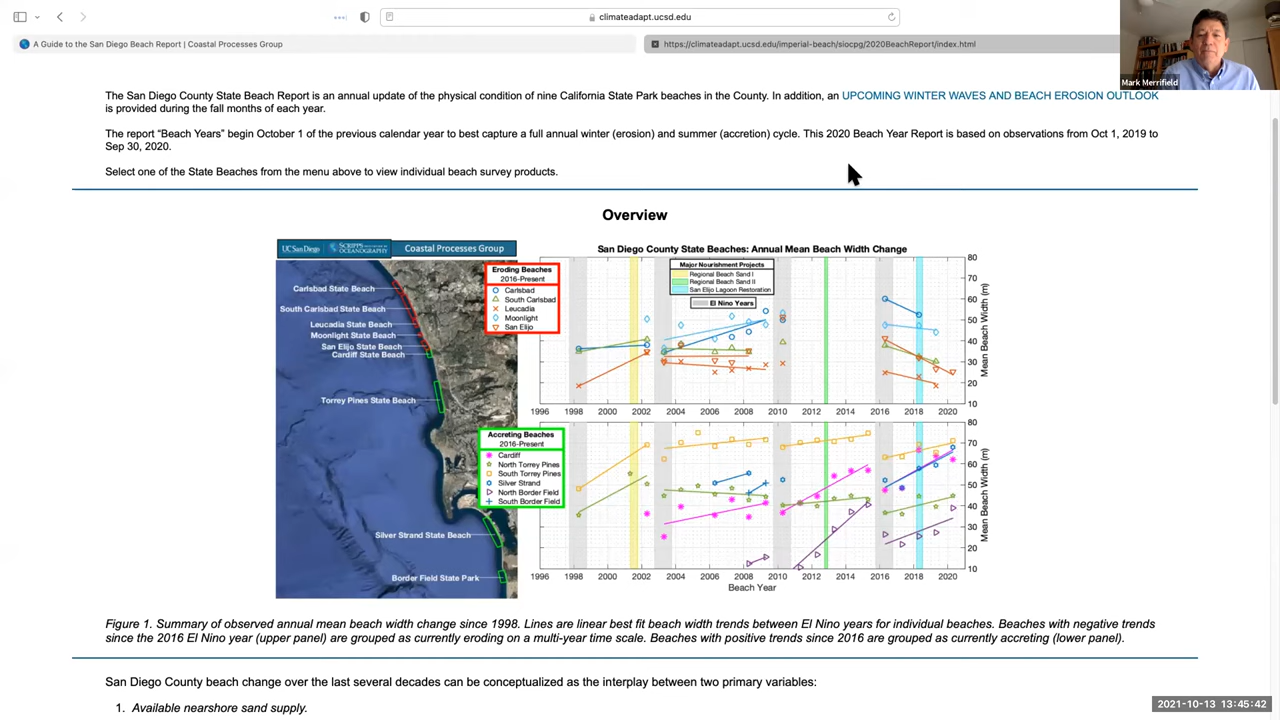 climateadapt.ucsd.edu
A Guide to the San Diego Beach Report | Coastal Processes Group
https://climateadapt.ucsd.edu/imperial-beach/siocpg/2020BeachReport/index.html
Mark Merrifield
The San Diego County State Beach Report is an annual update of the physical condition of nine California State Park beaches in the County. In addition, an UPCOMING WINTER WAVES AND BEACH EROSION OUTLOOK
is provided during the fall months of each year.
The report “Beach Years” begin October 1 of the previous calendar year to best capture a full annual winter (erosion) and summer (accretion) cycle. This 2020 Beach Year Report is based on observations from Oct 1, 2019 to
Sep 30, 2020.
Select one of the State Beaches from the menu above to view individual beach survey products.
Overview
UC San Diego
SCRIPPS
OCEANOGRAPHY
Coastal Processes Group
Carlsbad State Beach
South Carlsbad State Beach
Leucadia State Beach
Moonlight State Beach
San Elijo State Beach
Cardiff State Beach
Torrey Pines State Beach
Silver Strand State Beach
Border Field State Park
Eroding Beaches
2016-Present
Carlsbad
South Carlsbad
Leucadia
Moonlight
San Elijo
Accreting Beaches
2016-Present
Cardiff
North Torrey Pines
South Torrey Pines
Silver Strand
North Border Field
South Border Field
San Diego County State Beaches: Annual Mean Beach Width Change
Major Nourishment Projects
Regional Beach Sand I
Regional Beach Sand II
San Elijo Lagoon Restoration
El Nino Years
80
70
60
50
40
30
20
10
Mean Beach Width (m)
1996 1998 2000 2002 2004 2006 2008 2010 2012 2014 2016 2018 2020
80
70
60
50
40
30
20
10
Mean Beach Width (m)
1996 1998 2000 2002 2004 2006 2008 2010 2012 2014 2016 2018 2020
Beach Year
Figure 1. Summary of observed annual mean beach width change since 1998. Lines are linear best fit beach width trends between El Nino years for individual beaches. Beaches with negative trends
since the 2016 El Nino year (upper panel) are grouped as currently eroding on a multi-year time scale. Beaches with positive trends since 2016 are grouped as currently accreting (lower panel).
San Diego County beach change over the last several decades can be conceptualized as the interplay between two primary variables:
1. Available nearshore sand supply.
2021-10-13 13:45:42